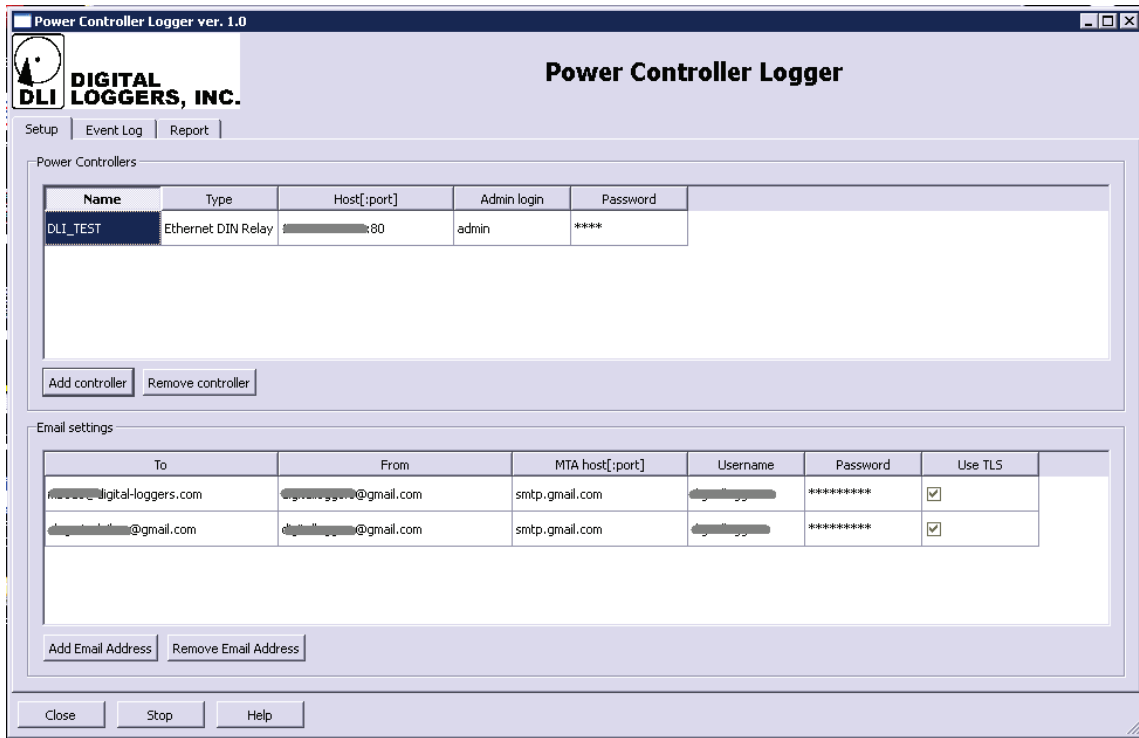 Power Controller Logger ver. 1.0
DIGITAL
DLI LOGGERS, INC.
Power Controller Logger
Setup Event Log Report
Power Controllers
Name Type Host[:port] Admin login Password
DLI_TEST Ethernet DIN Relay :80 admin ****
Add controller Remove controller
Email settings
To From MTA host[:port] Username Password Use TLS
digital-loggers.com @gmail.com smtp.gmail.com *********
@gmail.com @gmail.com smtp.gmail.com *********
Add Email Address Remove Email Address
Close Stop Help